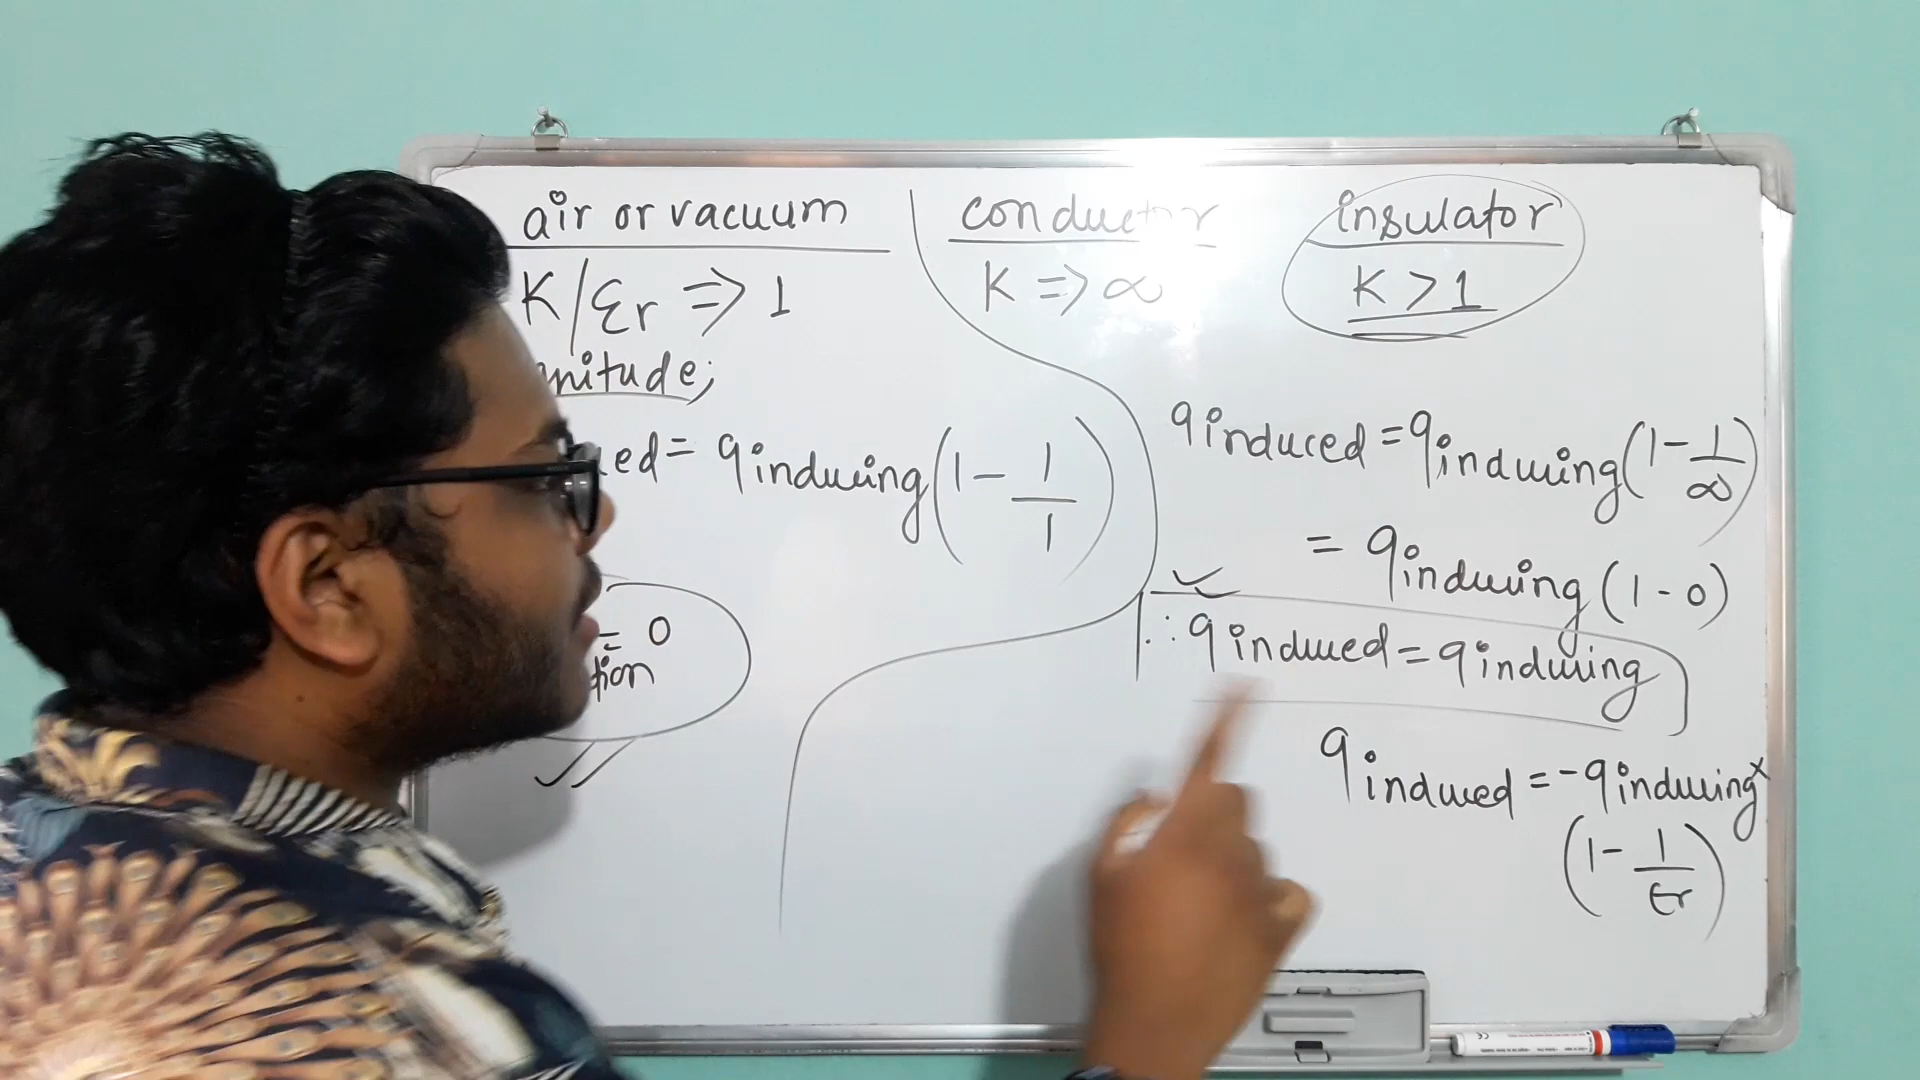 air or vacuum
K/εr => 1
nitude;
ced = qinducing (1 - 1/1)
= 0
tion
conductor
K => ∞
insulator
K > 1
qinduced = qinducing (1 - 1/∞)
= qinducing (1 - 0)
∴ qinduced = qinducing
qinduced = -qinducing ×
(1 - 1/εr)